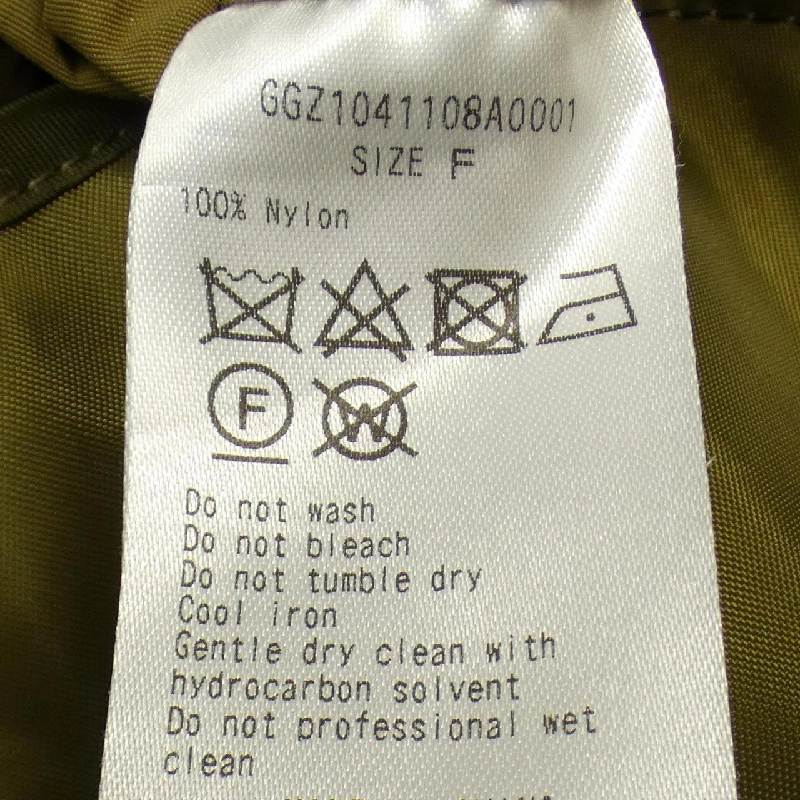 GGZ1041108A0001
SIZE F
100% Nylon
F W
Do not wash
Do not bleach
Do not tumble dry
Cool iron
Gentle dry clean with
hydrocarbon solvent
Do not professional wet
clean